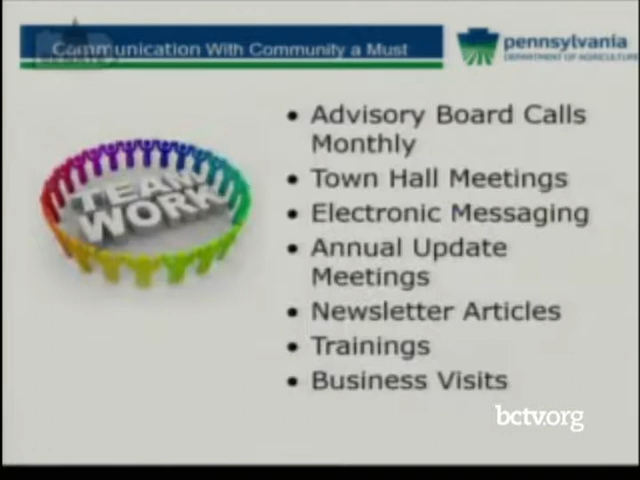 Communication With Community a Must
pennsylvania
DEPARTMENT OF AGRICULTURE
TEAM
WORK
• Advisory Board Calls
Monthly
• Town Hall Meetings
• Electronic Messaging
• Annual Update
Meetings
• Newsletter Articles
• Trainings
• Business Visits
bctv.org